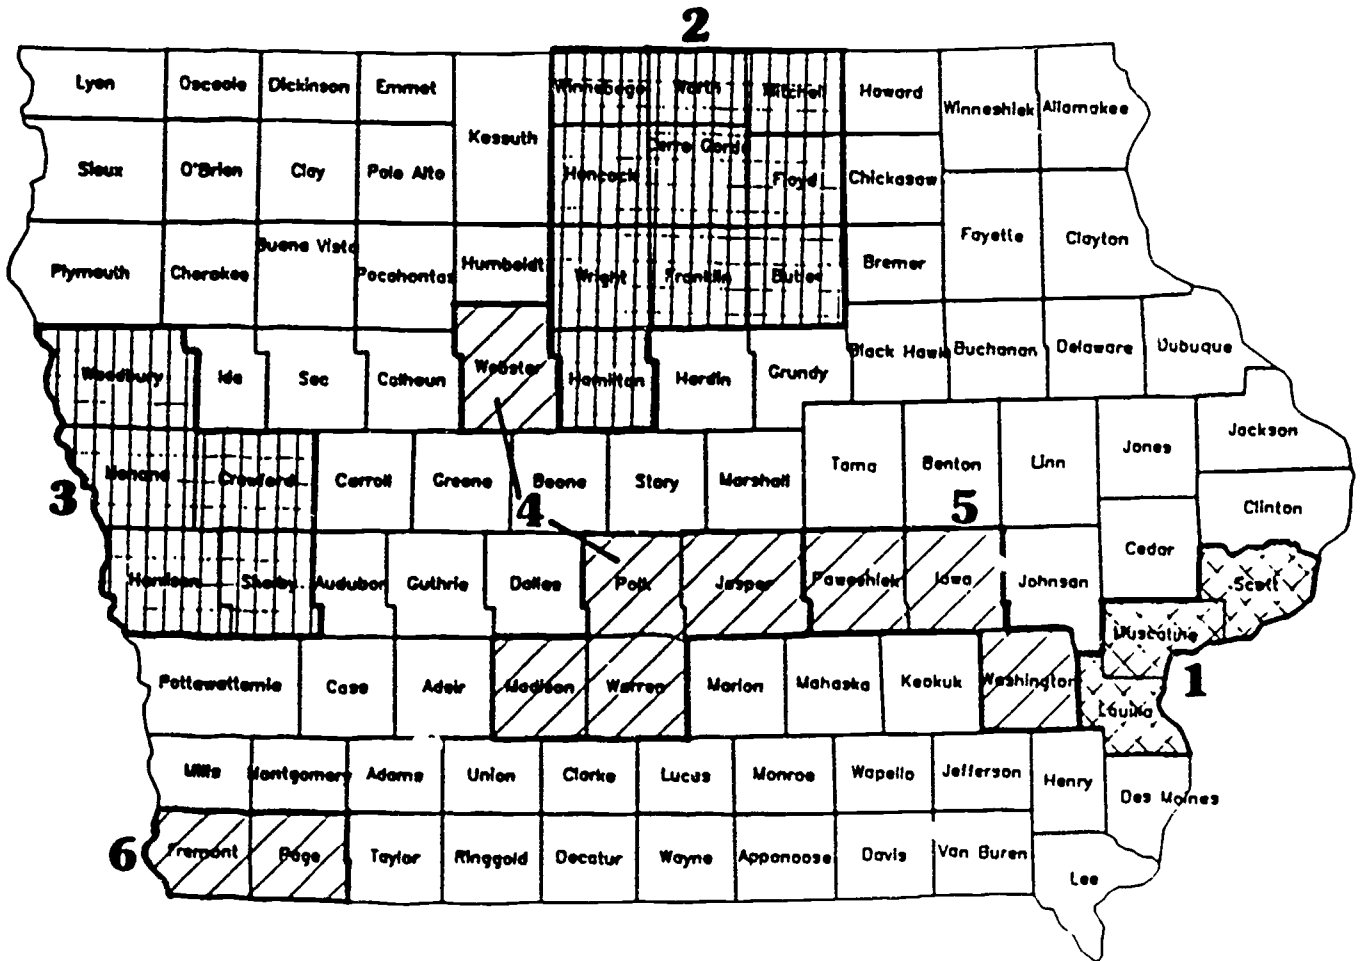 2
Lyon Osceola Dickinson Emmet Kossuth Winnebago Worth Mitchell Howard Winneshiek Allamakee
Sioux O'Brien Clay Palo Alto Hancock Cerro Gordo Floyd Chickasaw
Plymouth Cherokee Buena Vista Pocahontas Humboldt Wright Franklin Butler Bremer Fayette Clayton
Woodbury Ida Sac Calhoun Webster Hamilton Hardin Grundy Black Hawk Buchanan Delaware Dubuque
3 Monona Crawford Carroll Greene Boone Story Marshall Tama Benton Linn Jones Jackson
4 5 Clinton
Harrison Shelby Audubon Guthrie Dallas Polk Jasper Poweshiek Iowa Johnson Cedar Scott
Muscatine
Pottawattamie Cass Adair Madison Warren Marion Mahaska Keokuk Washington Louisa 1
Mills Montgomery Adams Union Clarke Lucas Monroe Wapello Jefferson Henry Des Moines
6 Fremont Page Taylor Ringgold Decatur Wayne Appanoose Davis Van Buren Lee